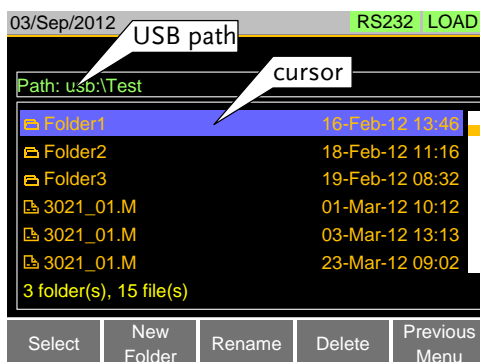 03/Sep/2012 RS232 LOAD
USB path
cursor
Path: usb:\Test
Folder1 16-Feb-12 13:46
Folder2 18-Feb-12 11:16
Folder3 19-Feb-12 08:32
3021_01.M 01-Mar-12 10:12
3021_01.M 03-Mar-12 13:13
3021_01.M 23-Mar-12 09:02
3 folder(s), 15 file(s)
Select New Folder Rename Delete Previous Menu